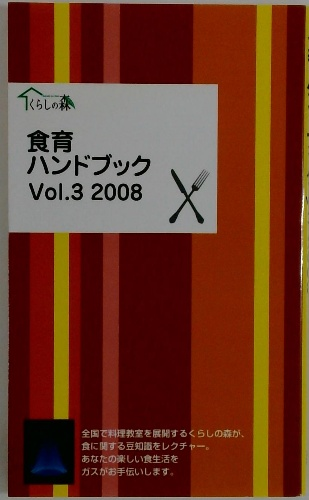 くらしの森
食育
ハンドブック
Vol.3 2008
全国で料理教室を展開するくらしの森が、
食に関する豆知識をレクチャー。
あなたの楽しい食生活を
ガスがお手伝いします。